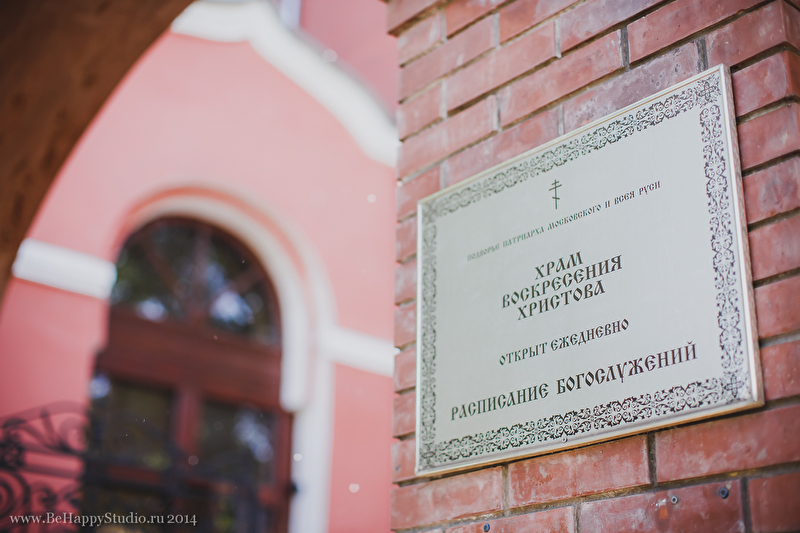 ПОДВОРЬЕ ПАТРИАРХА МОСКОВСКОГО И ВСЕЯ РУСИ
ХРАМ
ВОСКРЕСЕНИЯ
ХРИСТОВА
ОТКРЫТ ЕЖЕДНЕВНО
РАСПИСАНИЕ БОГОСЛУЖЕНИЙ
www.BeHappyStudio.ru 2014